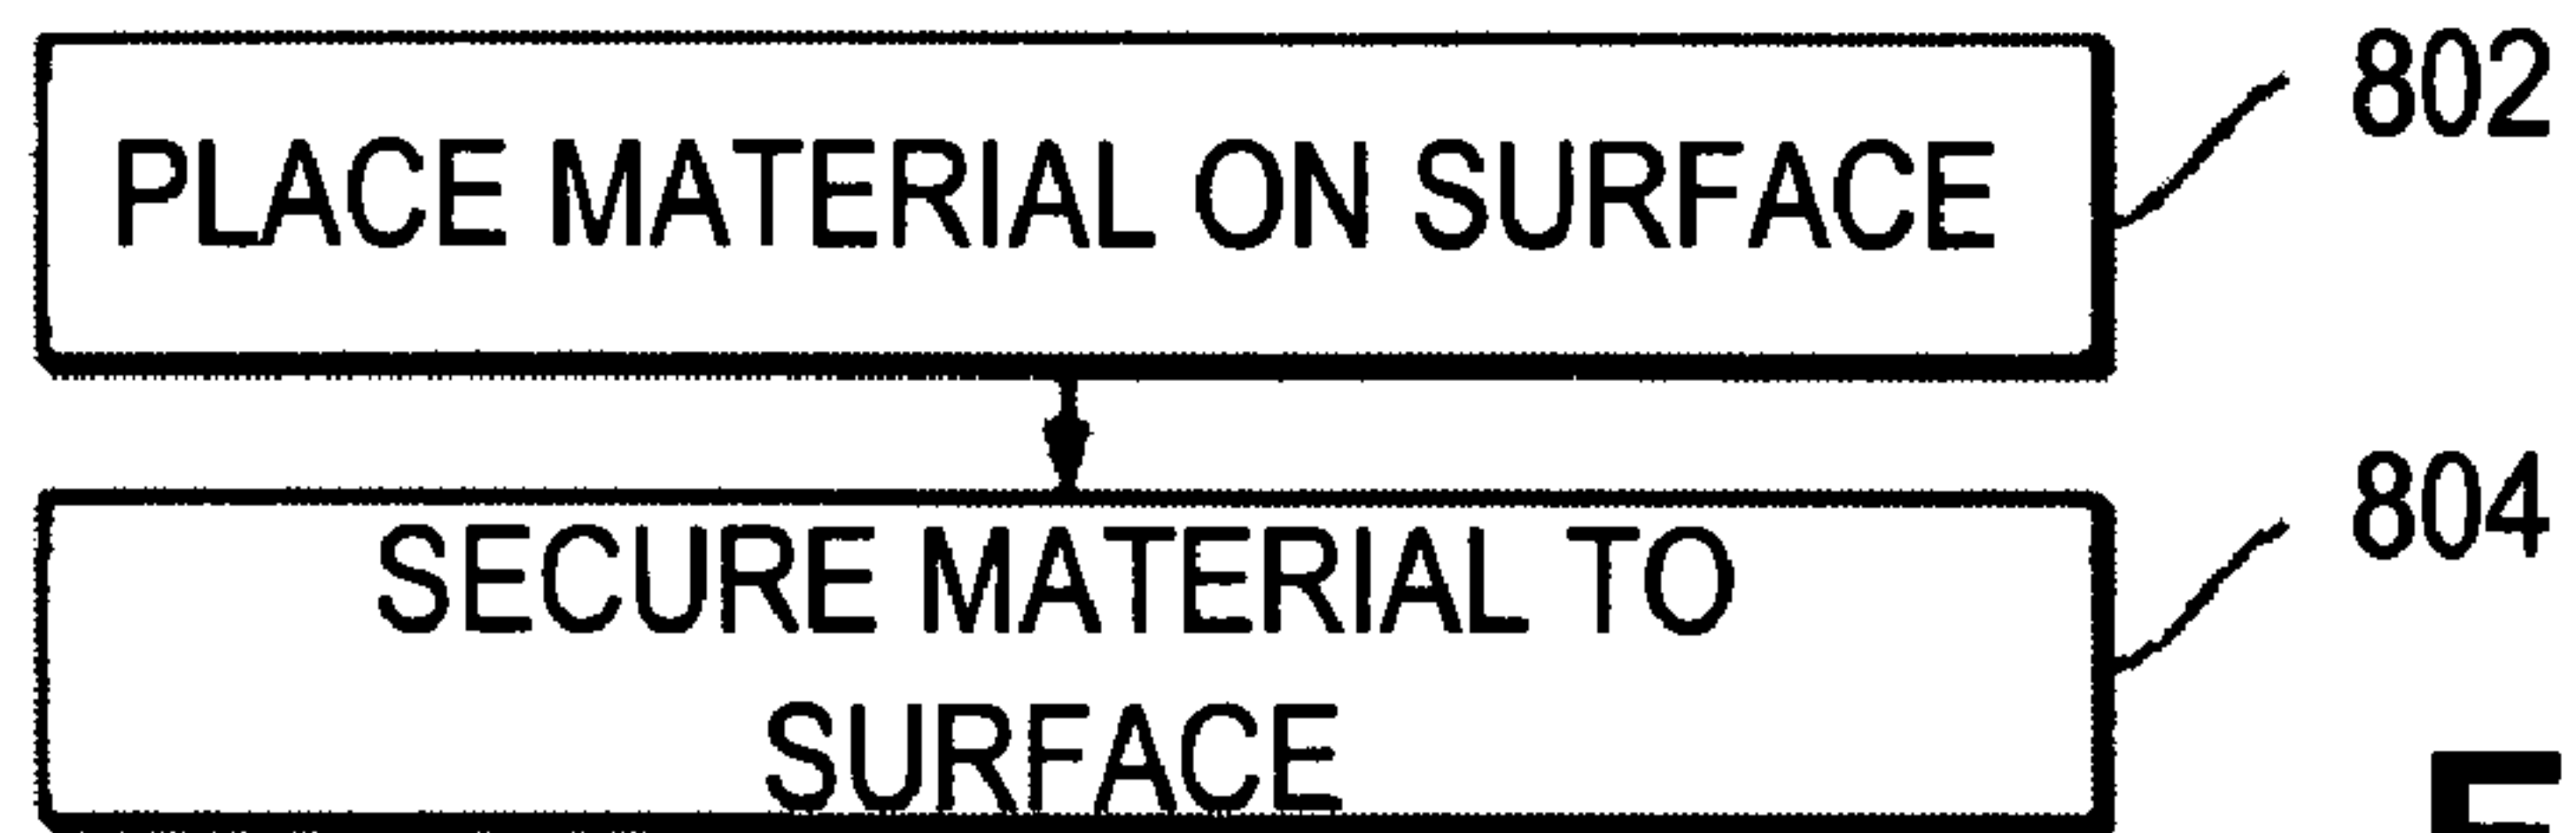 PLACE MATERIAL ON SURFACE
802
SECURE MATERIAL TO
SURFACE
804